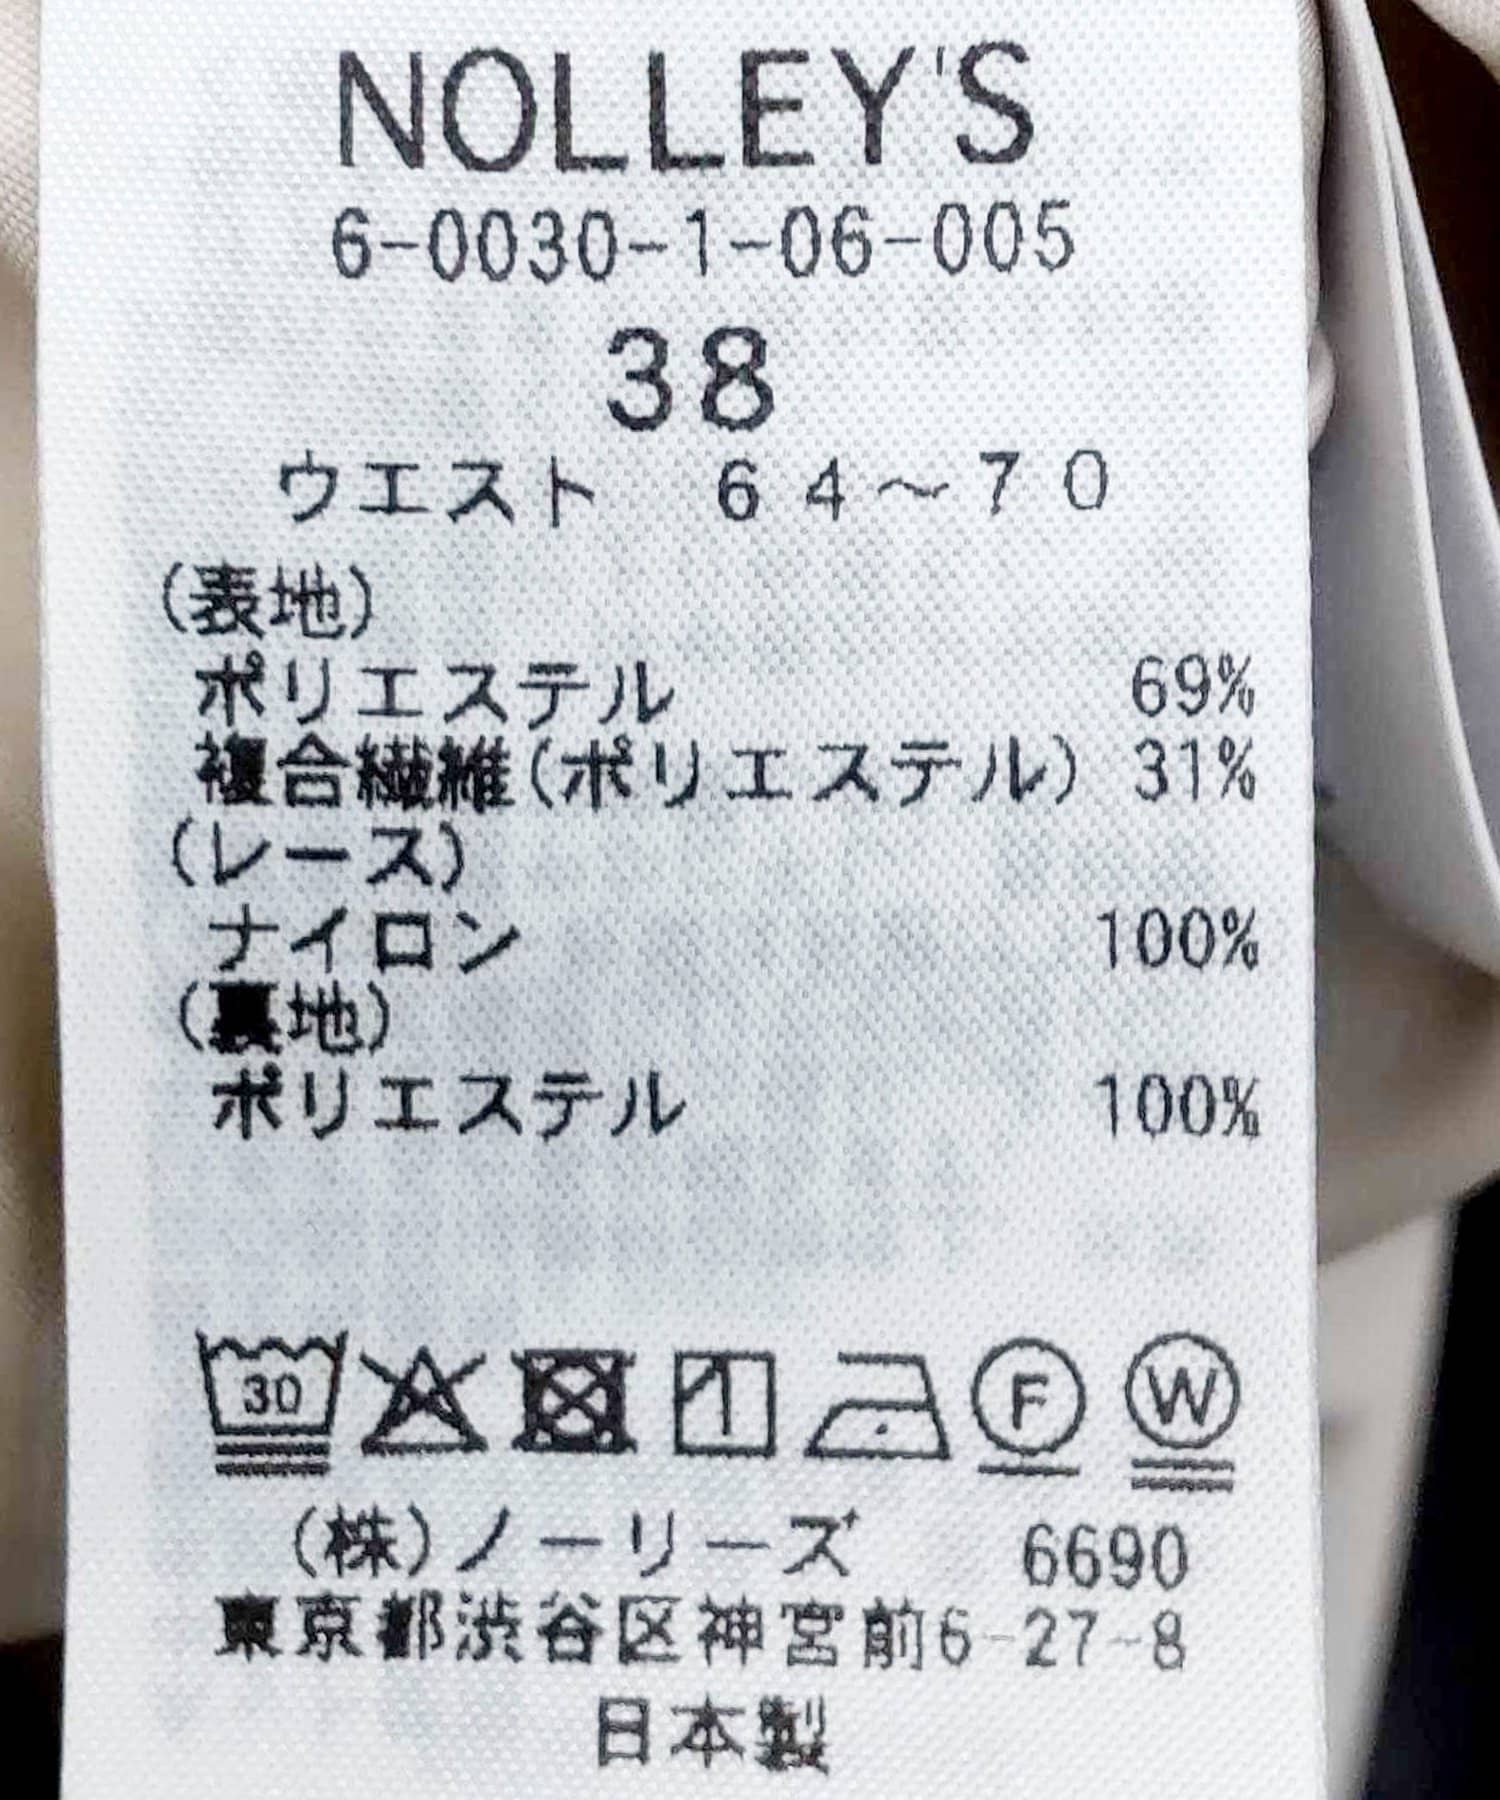 NOLLEY'S
6-0030-1-06-005
38
ウエスト 64～70
(表地)
ポリエステル 69%
複合繊維(ポリエステル) 31%
(レース)
ナイロン 100%
(裏地)
ポリエステル 100%
30 F W
(株)ノーリーズ 6690
東京都渋谷区神宮前6-27-8
日本製